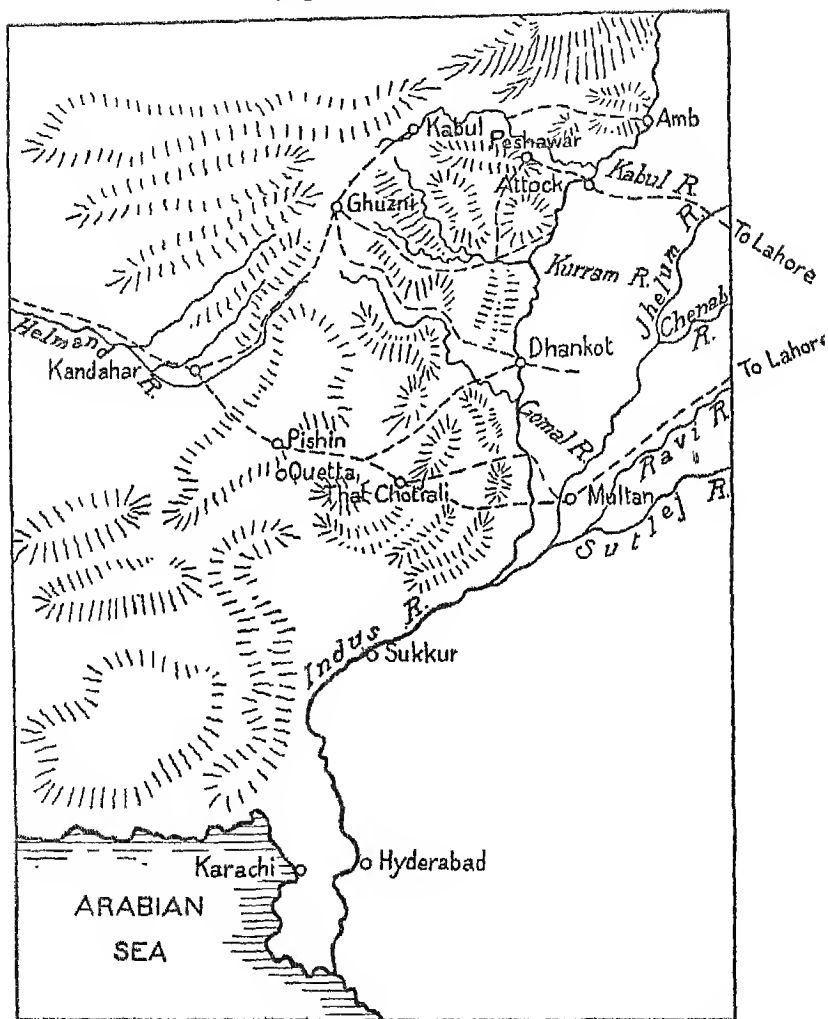 Amb
Kabul
Peshawar
Attock
Kabul R.
Ghuzni
To Lahore
Kurram R.
Jhelum R.
Chenab R.
Helmand R.
Kandahar
Dhankot
To Lahore
Gomal R.
Pishin
Quetta
Thal Chotrali
Multan
Ravi R
Sutlej R.
Indus R.
Sukkur
Karachi
Hyderabad
ARABIAN
SEA